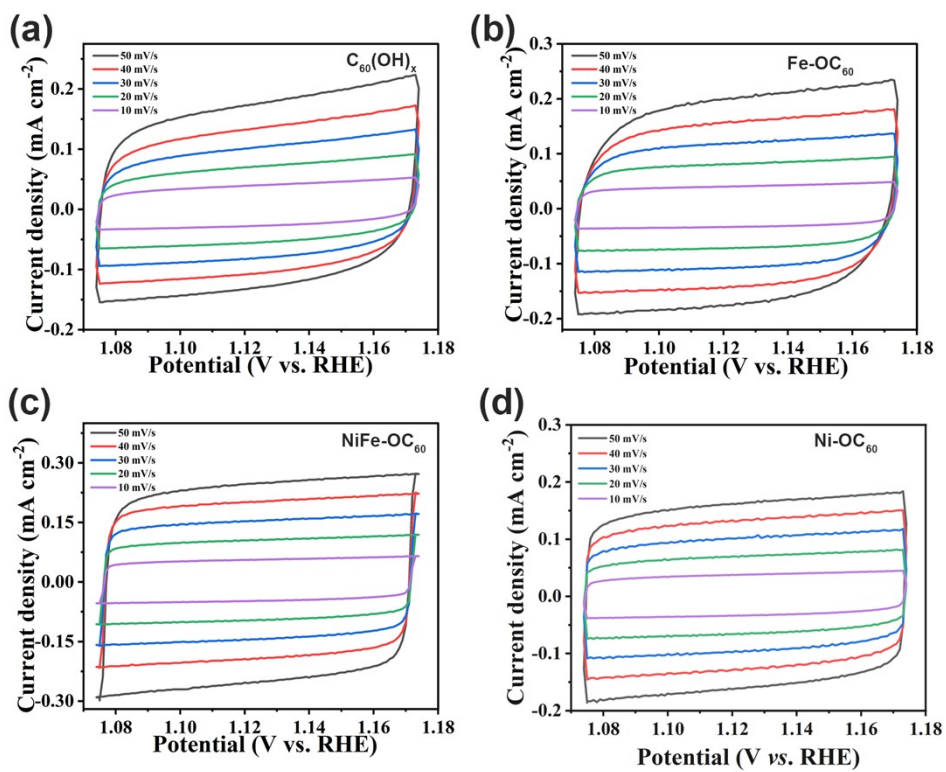 (a)
50 mV/s
40 mV/s
30 mV/s
20 mV/s
10 mV/s
C60(OH)x
0.2
0.1
0.0
-0.1
-0.2
Current density (mA cm-2)
1.08 1.10 1.12 1.14 1.16 1.18
Potential (V vs. RHE)
(b)
50 mV/s
40 mV/s
30 mV/s
20 mV/s
10 mV/s
Fe-OC60
0.3
0.2
0.1
0.0
-0.1
-0.2
Current density (mA cm-2)
1.08 1.10 1.12 1.14 1.16 1.18
Potential (V vs. RHE)
(c)
50 mV/s
40 mV/s
30 mV/s
20 mV/s
10 mV/s
NiFe-OC60
0.30
0.15
0.00
-0.15
-0.30
Current density (mA cm-2)
1.08 1.10 1.12 1.14 1.16 1.18
Potential (V vs. RHE)
(d)
50 mV/s
40 mV/s
30 mV/s
20 mV/s
10 mV/s
Ni-OC60
0.3
0.2
0.1
0.0
-0.1
-0.2
Current density (mA cm-2)
1.08 1.10 1.12 1.14 1.16 1.18
Potential (V vs. RHE)